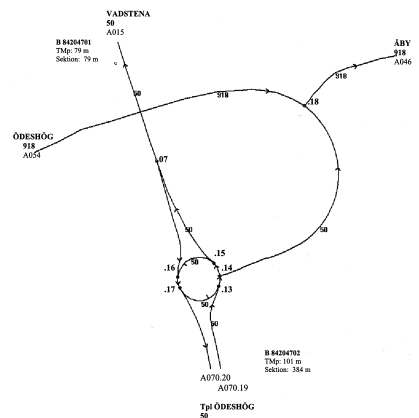 VADSTENA
50
A015
B 84204701
TMp: 79 m
Sektion: 79 m
ÅBY
918
A046
50
918
918
.18
ÖDESHÖG
918
A054
.07
50
50
.15
.16
50
.14
.17
.13
50
50
B 84204702
TMp: 101 m
Sektion: 384 m
A070.20
A070.19
Tpl ÖDESHÖG
50